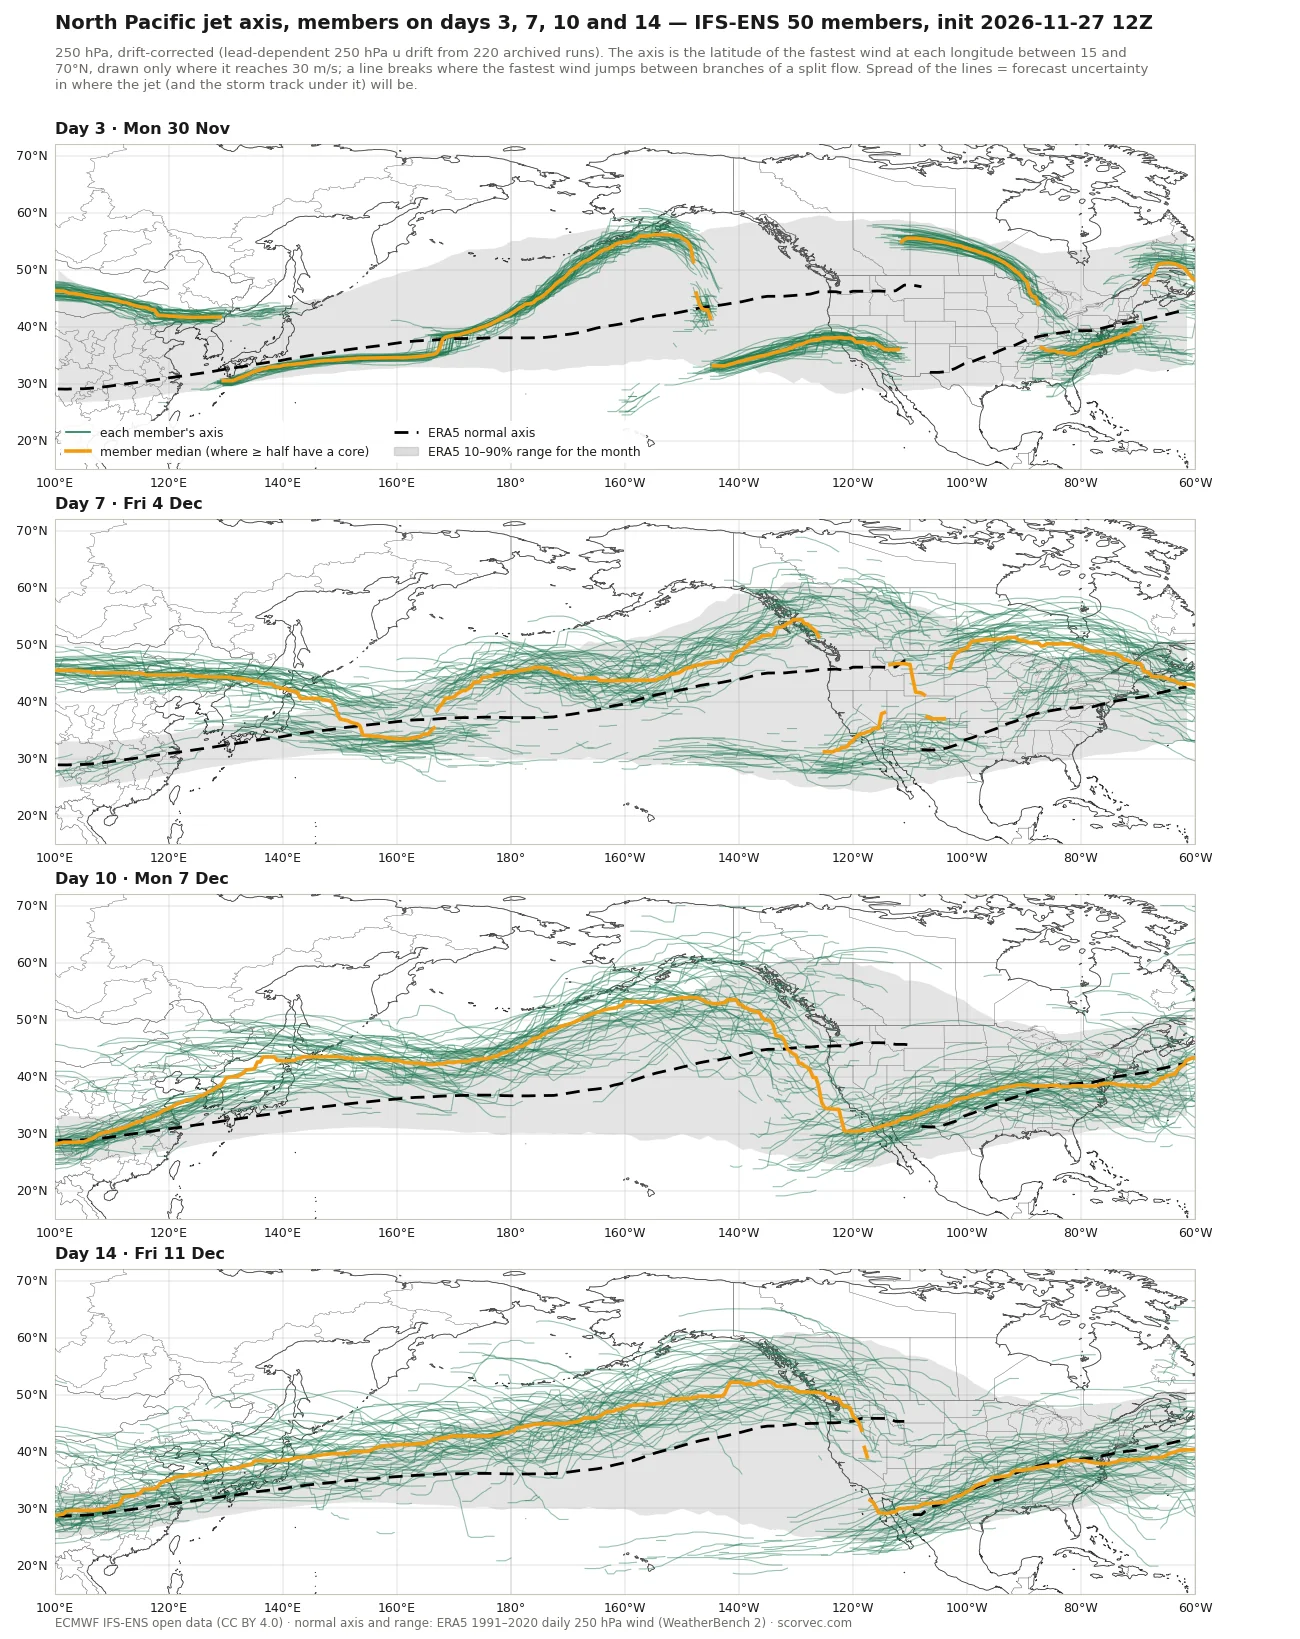 North Pacific jet axis, members on days 3, 7, 10 and 14 — IFS-ENS 50 members, init 2026-11-27 12Z
250 hPa, drift-corrected (lead-dependent 250 hPa u drift from 220 archived runs). The axis is the latitude of the fastest wind at each longitude between 15 and
70°N, drawn only where it reaches 30 m/s; a line breaks where the fastest wind jumps between branches of a split flow. Spread of the lines = forecast uncertainty
in where the jet (and the storm track under it) will be.
Day 3 · Mon 30 Nov
70°N
60°N
50°N
40°N
30°N
20°N
each member's axis
ERA5 normal axis
member median (where ≥ half have a core)
ERA5 10–90% range for the month
100°E 120°E 140°E 160°E 180° 160°W 140°W 120°W 100°W 80°W 60°W
Day 7 · Fri 4 Dec
70°N
60°N
50°N
40°N
30°N
20°N
100°E 120°E 140°E 160°E 180° 160°W 140°W 120°W 100°W 80°W 60°W
Day 10 · Mon 7 Dec
70°N
60°N
50°N
40°N
30°N
20°N
100°E 120°E 140°E 160°E 180° 160°W 140°W 120°W 100°W 80°W 60°W
Day 14 · Fri 11 Dec
70°N
60°N
50°N
40°N
30°N
20°N
100°E 120°E 140°E 160°E 180° 160°W 140°W 120°W 100°W 80°W 60°W
ECMWF IFS-ENS open data (CC BY 4.0) · normal axis and range: ERA5 1991–2020 daily 250 hPa wind (WeatherBench 2) · scorvec.com